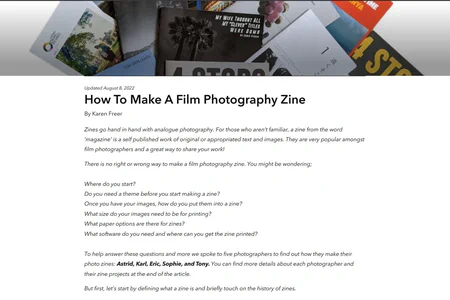 MY WIFE THOUGHT ALL
MY "CLEVER" TITLES
WERE DUMB
4 STOPS
Updated August 8, 2022
How To Make A Film Photography Zine
By Karen Freer
Zines go hand in hand with analogue photography. For those who aren't familiar, a zine from the word
'magazine' is a self published work of original or appropriated text and images. They are very popular amongst
film photographers and a great way to share your work!
There is no right or wrong way to make a film photography zine. You might be wondering;
Where do you start?
Do you need a theme before you start making a zine?
Once you have your images, how do you put them into a zine?
What size do your images need to be for printing?
What paper options are there for zines?
What software do you need and where can you get the zine printed?
To help answer these questions and more we spoke to five photographers to find out how they make their
photo zines: Astrid, Karl, Eric, Sophie, and Tony. You can find more details about each photographer and
their zine projects at the end of the article.
But first, let's start by defining what a zine is and briefly touch on the history of zines.